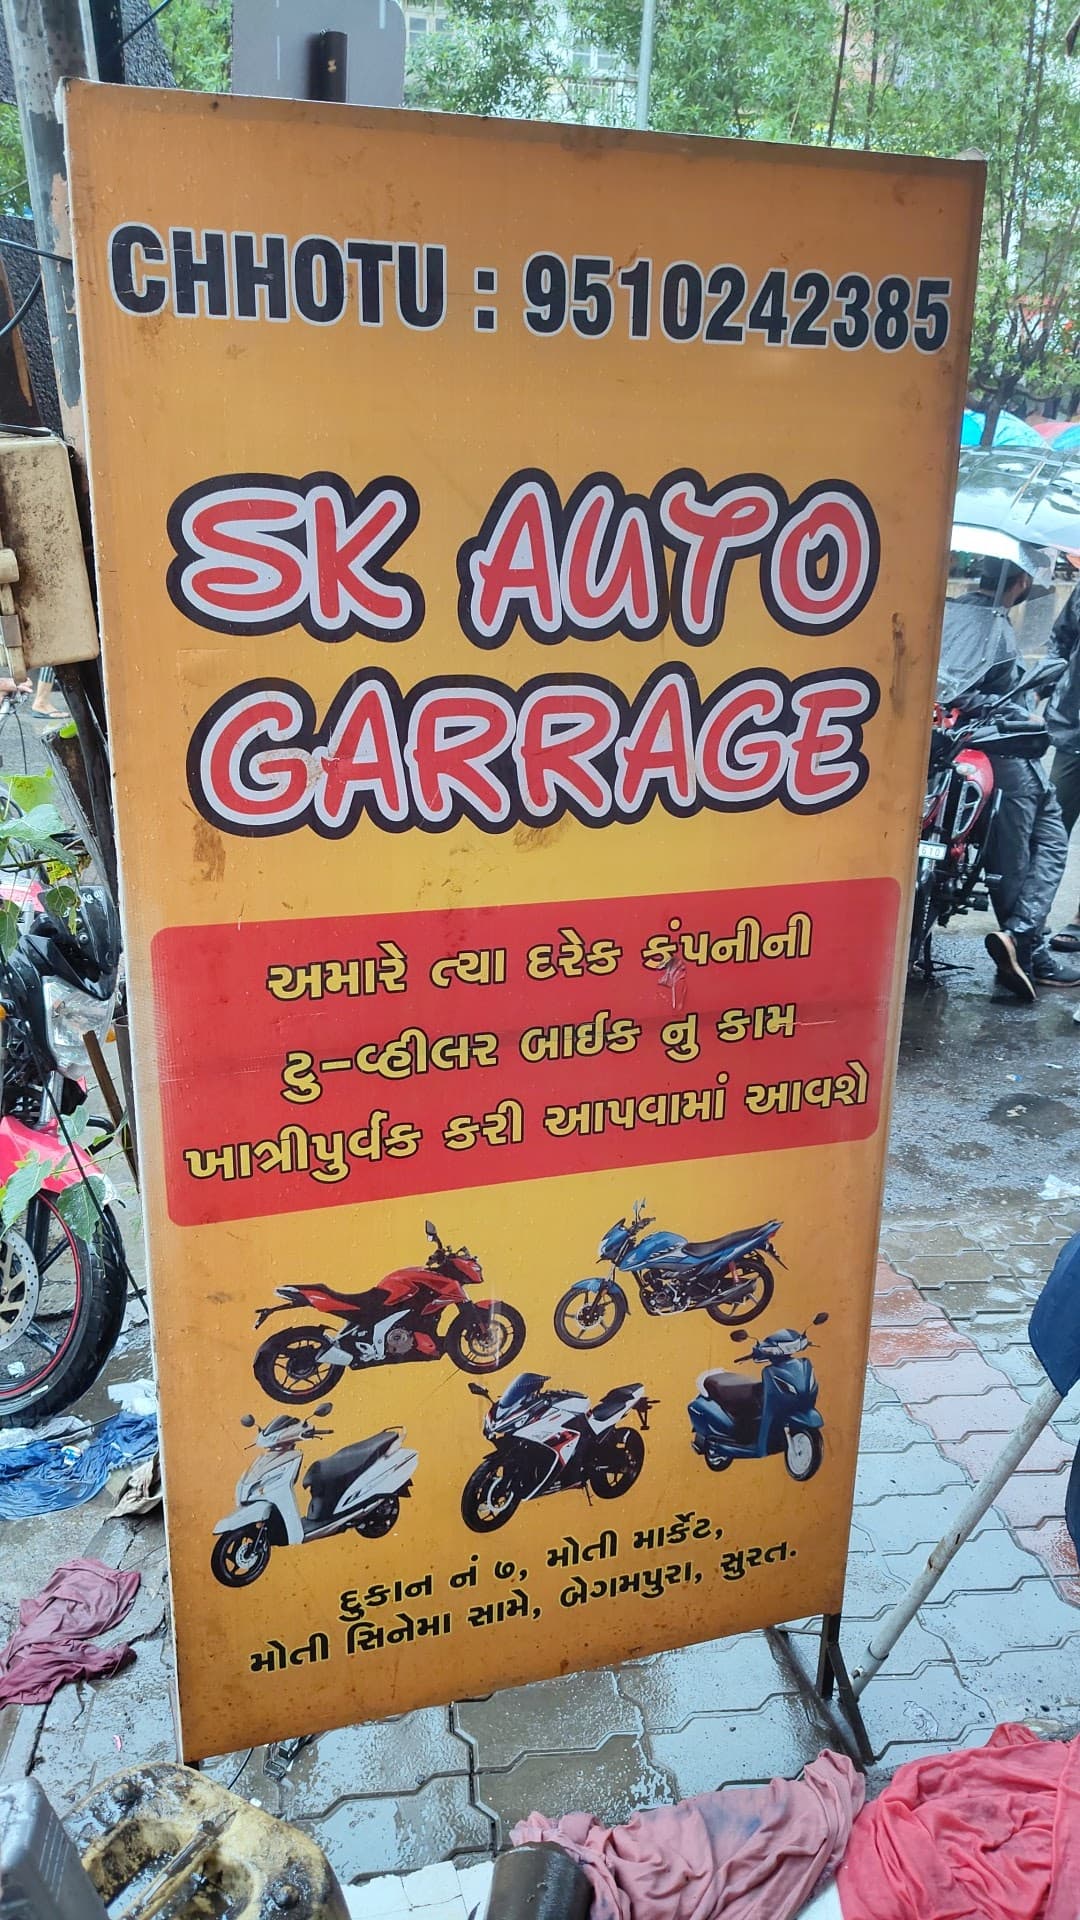 CHHOTU : 9510242385
SK AUTO
GARRAGE
અમારે ત્યા દરેક કંપનીની
ટુ-વ્હીલર બાઈક નુ કામ
ખાત્રીપુર્વક કરી આપવામાં આવશે
દુકાન નં ૭, મોતી માર્કેટ,
મોતી સિનેમા સામે, બેગમપુરા, સુરત.